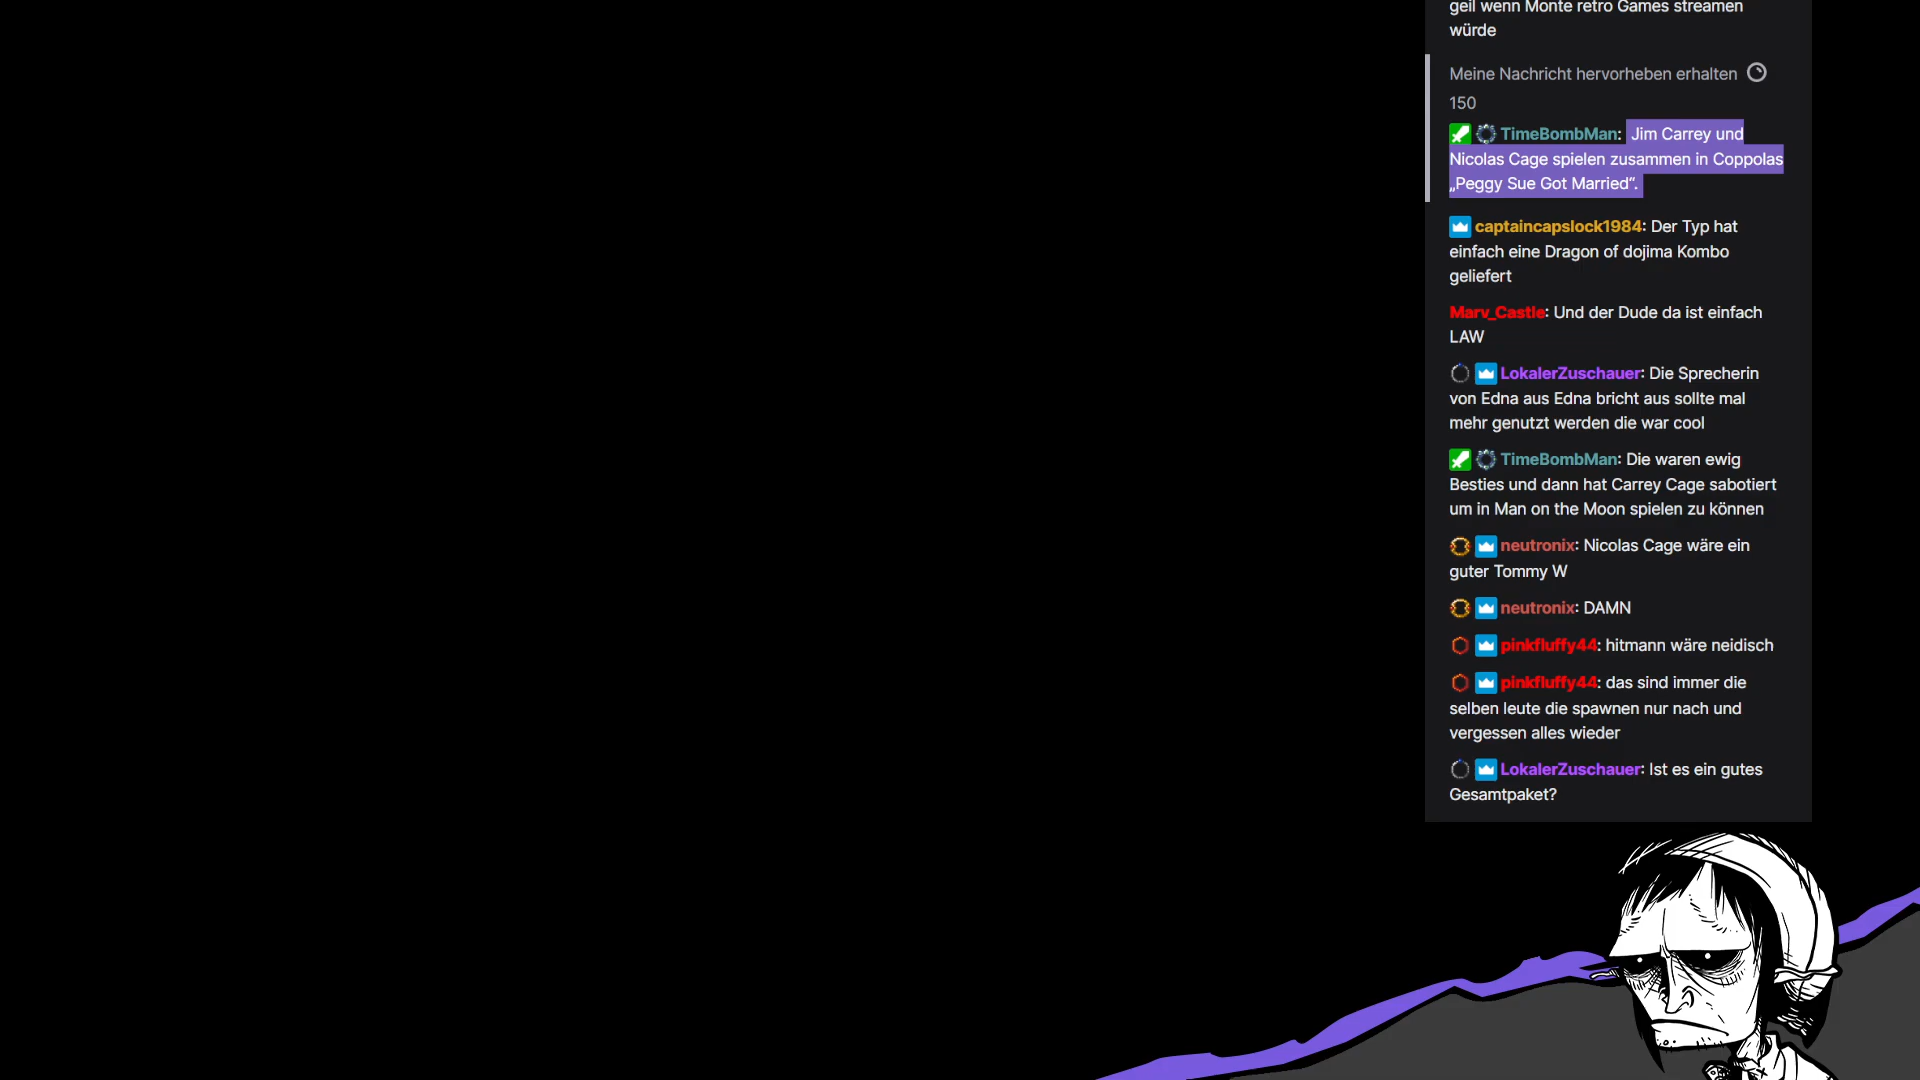 geil wenn Monte retro Games streamen
würde
Meine Nachricht hervorheben erhalten
150
TimeBombMan: Jim Carrey und
Nicolas Cage spielen zusammen in Coppolas
„Peggy Sue Got Married“.
captaincapslock1984: Der Typ hat
einfach eine Dragon of dojima Kombo
geliefert
Marv_Castle: Und der Dude da ist einfach
LAW
LokalerZuschauer: Die Sprecherin
von Edna aus Edna bricht aus sollte mal
mehr genutzt werden die war cool
TimeBombMan: Die waren ewig
Besties und dann hat Carrey Cage sabotiert
um in Man on the Moon spielen zu können
neutronix: Nicolas Cage wäre ein
guter Tommy W
neutronix: DAMN
pinkfluffy44: hitmann wäre neidisch
pinkfluffy44: das sind immer die
selben leute die spawnen nur nach und
vergessen alles wieder
LokalerZuschauer: Ist es ein gutes
Gesamtpaket?